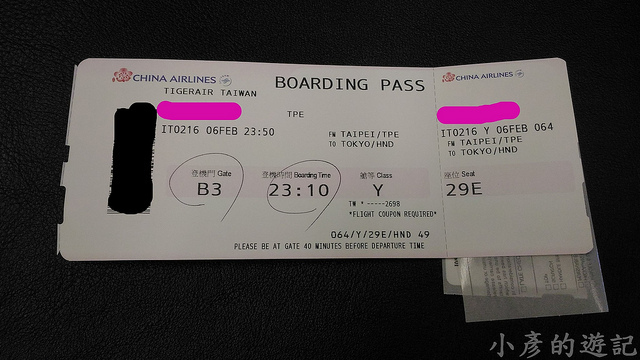 CHINA AIRLINES
BOARDING PASS
CHINA AIRLINES
TIGERAIR TAIWAN
TPE
IT0216 06FEB 23:50
FM TAIPEI/TPE
TO TOKYO/HND
IT0216 Y 06FEB 064
FM TAIPEI/TPE
TO TOKYO/HND
登機門 Gate
登機時間 Boarding Time
艙等 Class
座位 Seat
B3
23:10
Y
29E
TW * -----2698
*FLIGHT COUPON REQUIRED*
064/Y/29E/HND 49
PLEASE BE AT GATE 40 MINUTES BEFORE DEPARTURE TIME
小彥的遊記